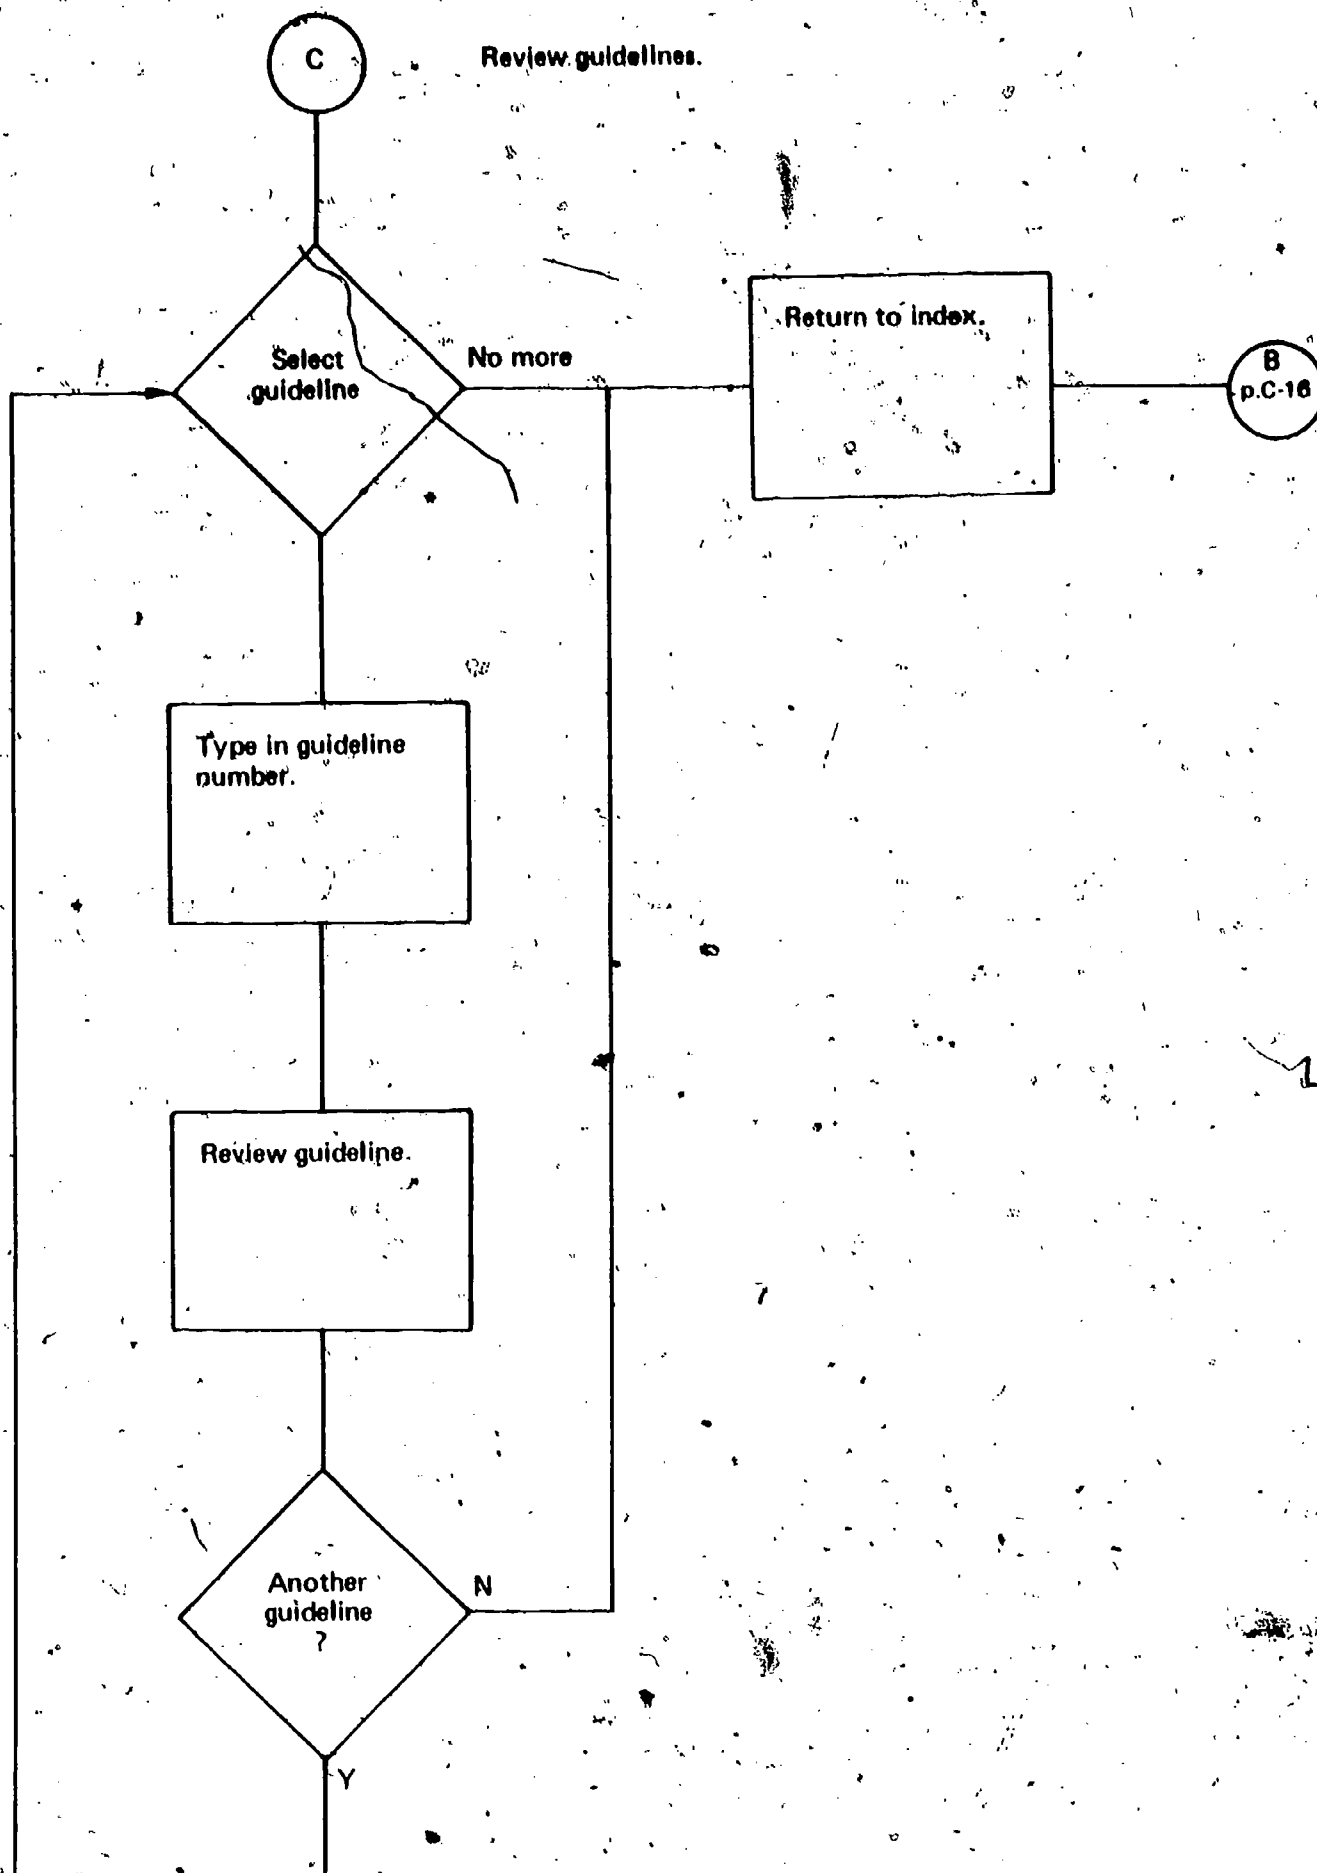 C
Review guidelines.
Select
guideline
No more
Return to index.
B
p.C-16
Type in guideline
number.
Review guideline.
Another
guideline
?
N
Y